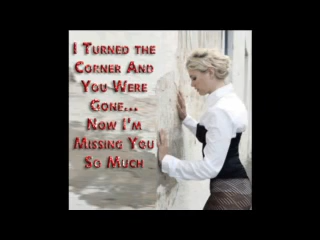 I Turned the
Corner And
You Were
Gone...
Now I'm
Missing You
So Much